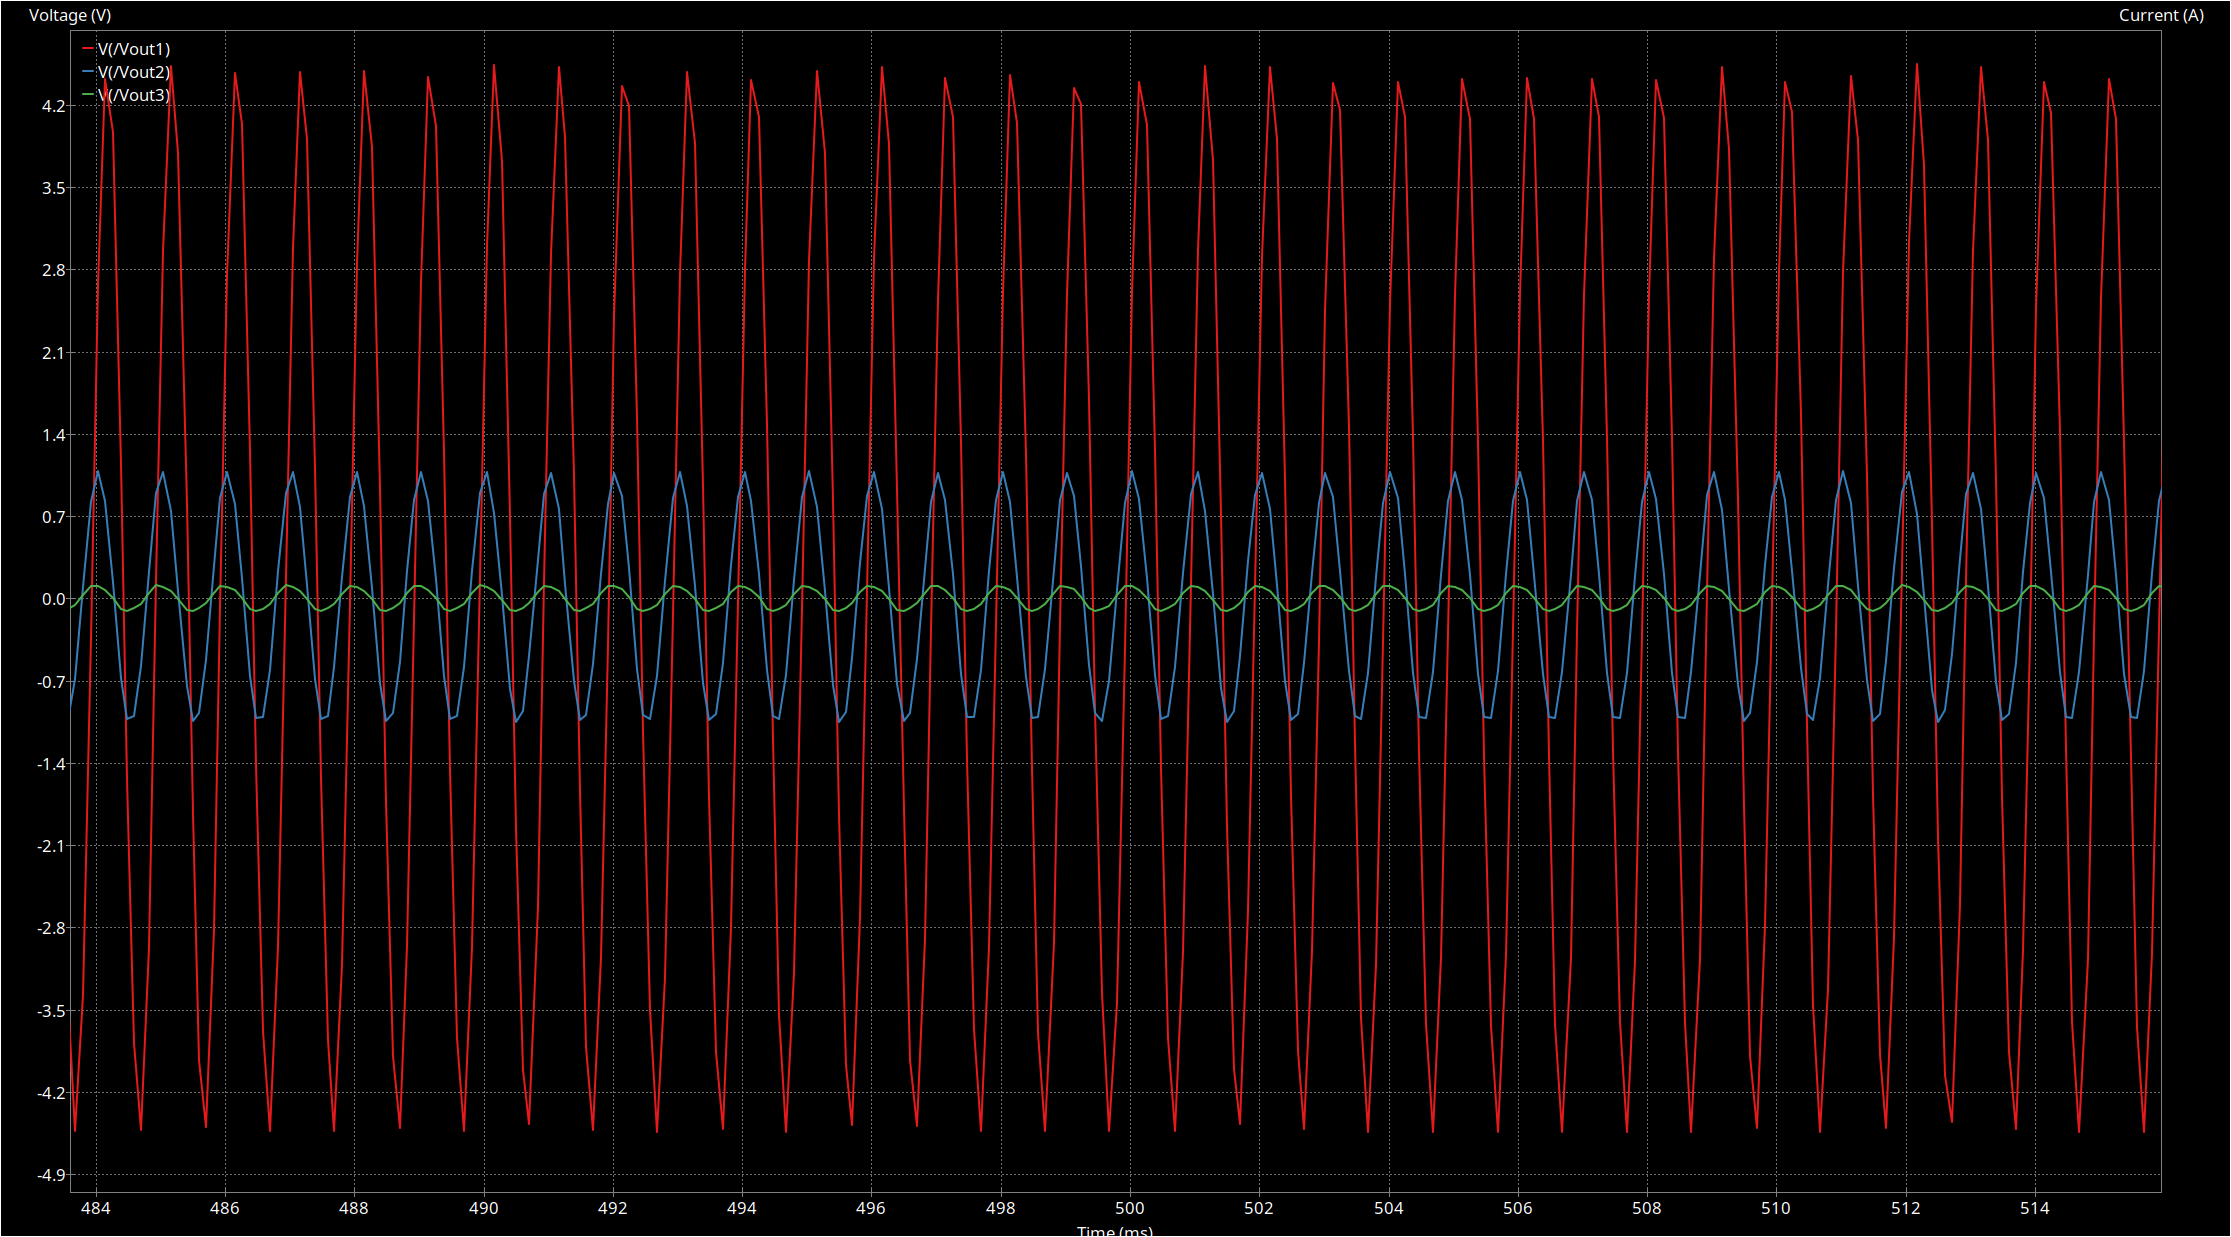 Voltage (V)
Current (A)
V(/Vout1)
V(/Vout2)
V(/Vout3)
4.2
3.5
2.8
2.1
1.4
0.7
0.0
-0.7
-1.4
-2.1
-2.8
-3.5
-4.2
-4.9
484 486 488 490 492 494 496 498 500 502 504 506 508 510 512 514
Time (ms)